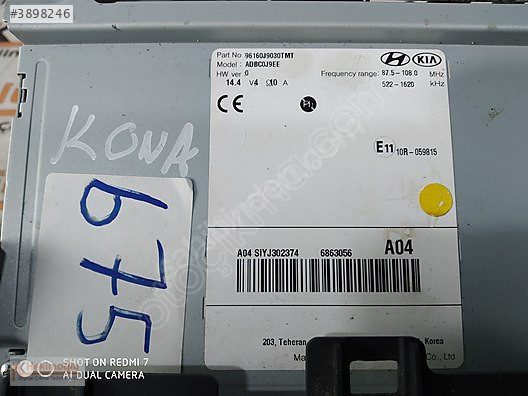 #3898246
Part No 96160J9030TMT
Model : ADBC0J9EE
HW ver 0
14.4 V4 10 A
HYUNDAI KIA
Frequency range: 87.5-108.0 MHz
522-1620 kHz
CE
E11 10R-059815
KONA
675
A04 SIYJ302374 6863056 A04
203, Teheran Korea
Co., Ltd
SHOT ON REDMI 7
AI DUAL CAMERA